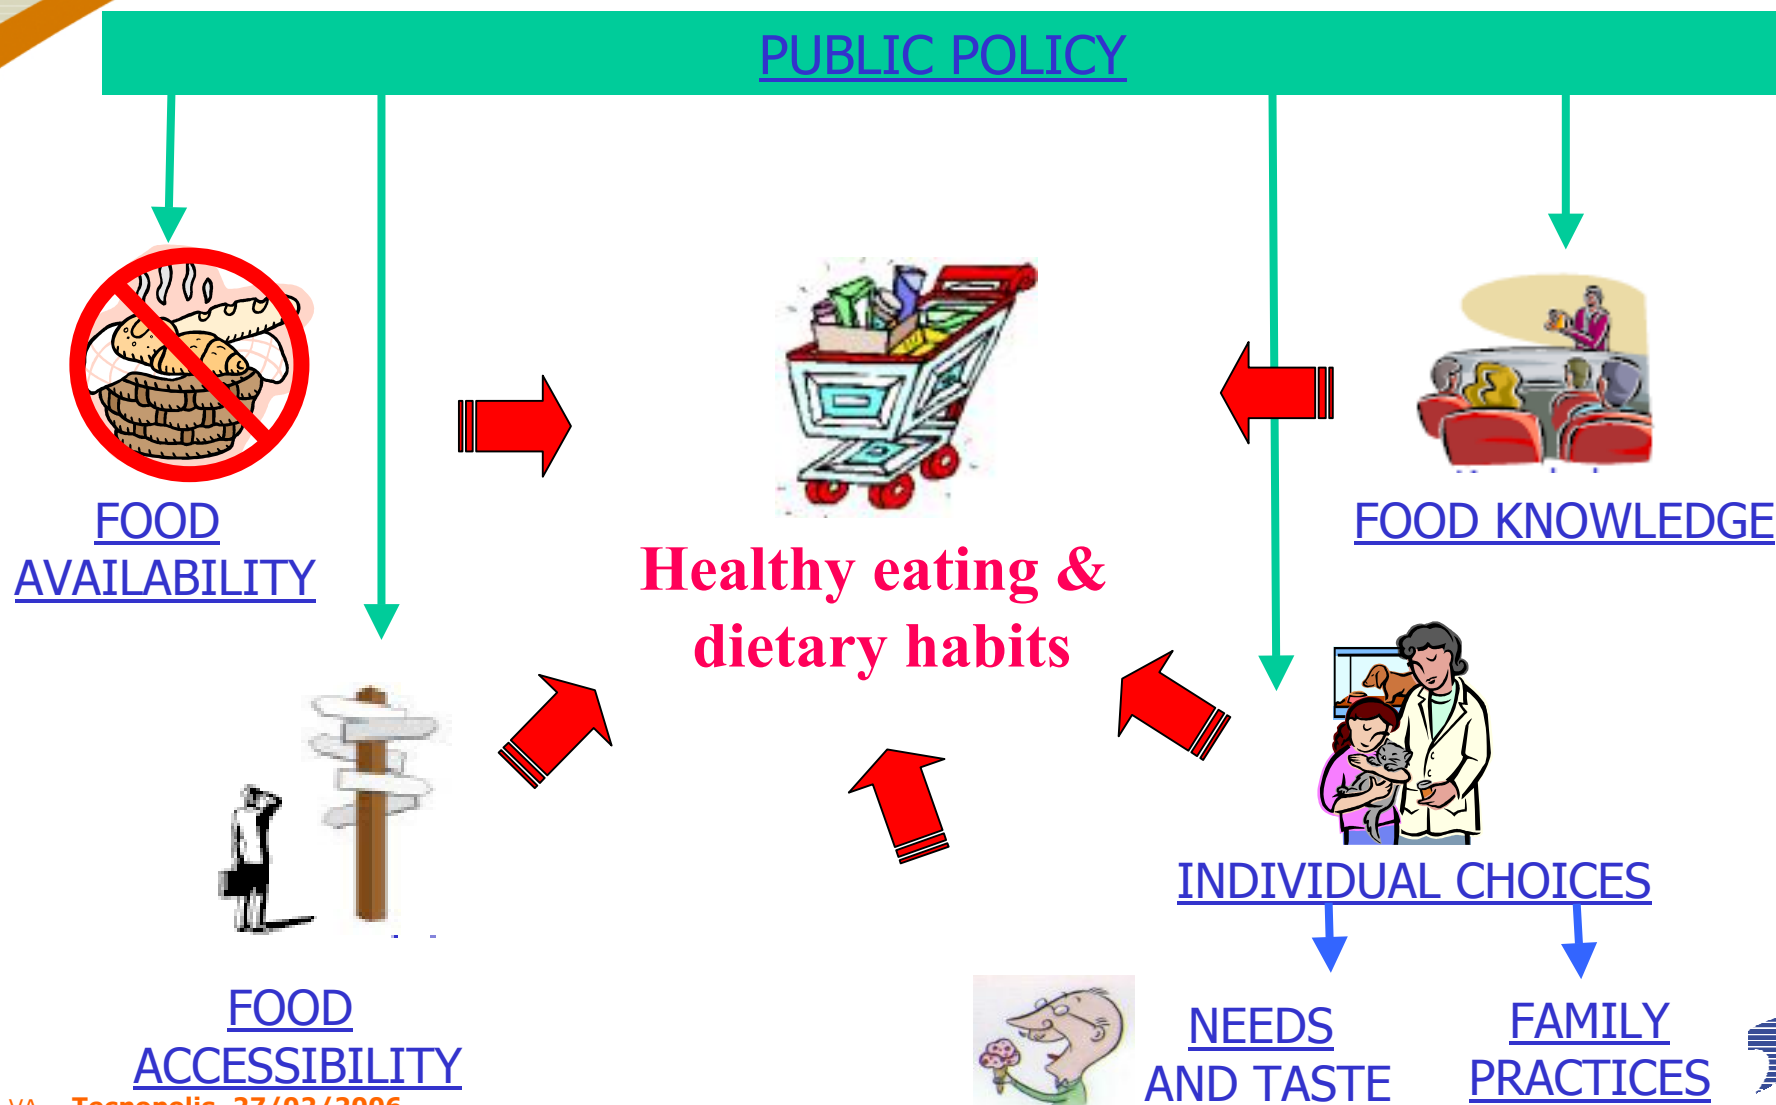 PUBLIC POLICY
FOOD
AVAILABILITY
FOOD KNOWLEDGE
Healthy eating &
dietary habits
INDIVIDUAL CHOICES
FOOD
ACCESSIBILITY
NEEDS
AND TASTE
FAMILY
PRACTICES
VA